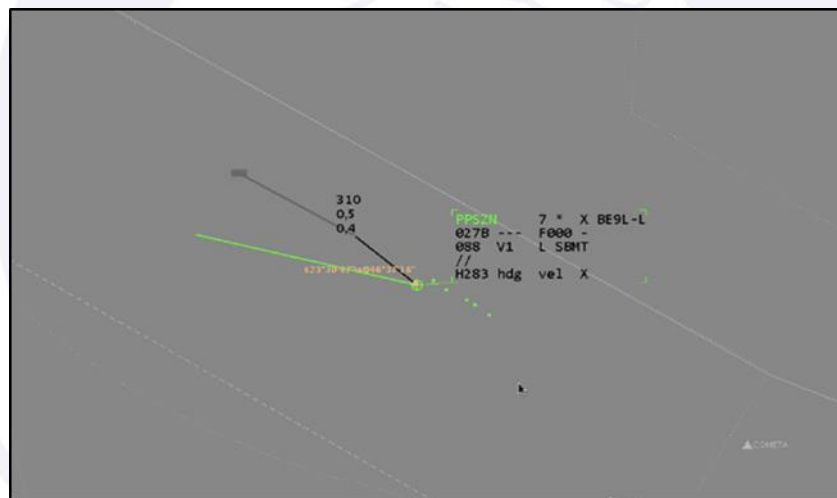 310
0,5
0,4
PPSZN 7 * X BE9L-L
027B --- F000 -
088 V1 L SBMT
//
H283 hdg vel X
COMETA